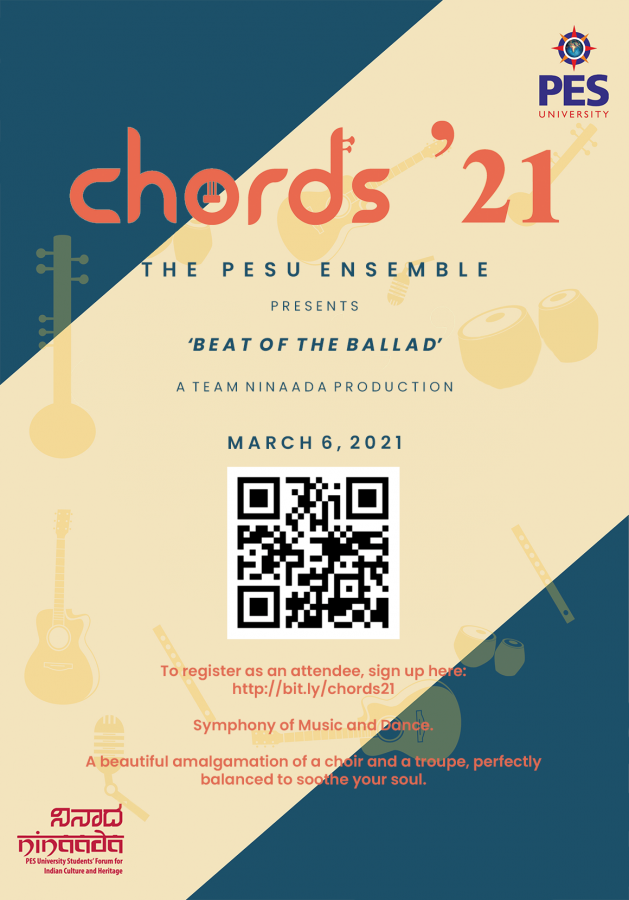 PES
UNIVERSITY
chords '21
THE PESU ENSEMBLE
PRESENTS
‘BEAT OF THE BALLAD’
A TEAM NINAADA PRODUCTION
MARCH 6, 2021
To register as an attendee, sign up here:
http://bit.ly/chords21
Symphony of Music and Dance.
A beautiful amalgamation of a choir and a troupe, perfectly
balanced to soothe your soul.
ನಿನಾದ
ninaada
PES University Students' Forum for
Indian Culture and Heritage